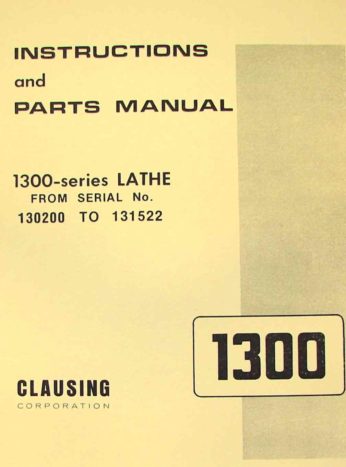 INSTRUCTIONS
and
PARTS MANUAL
1300-series LATHE
FROM SERIAL No.
130200 TO 131522
1300
CLAUSING
CORPORATION